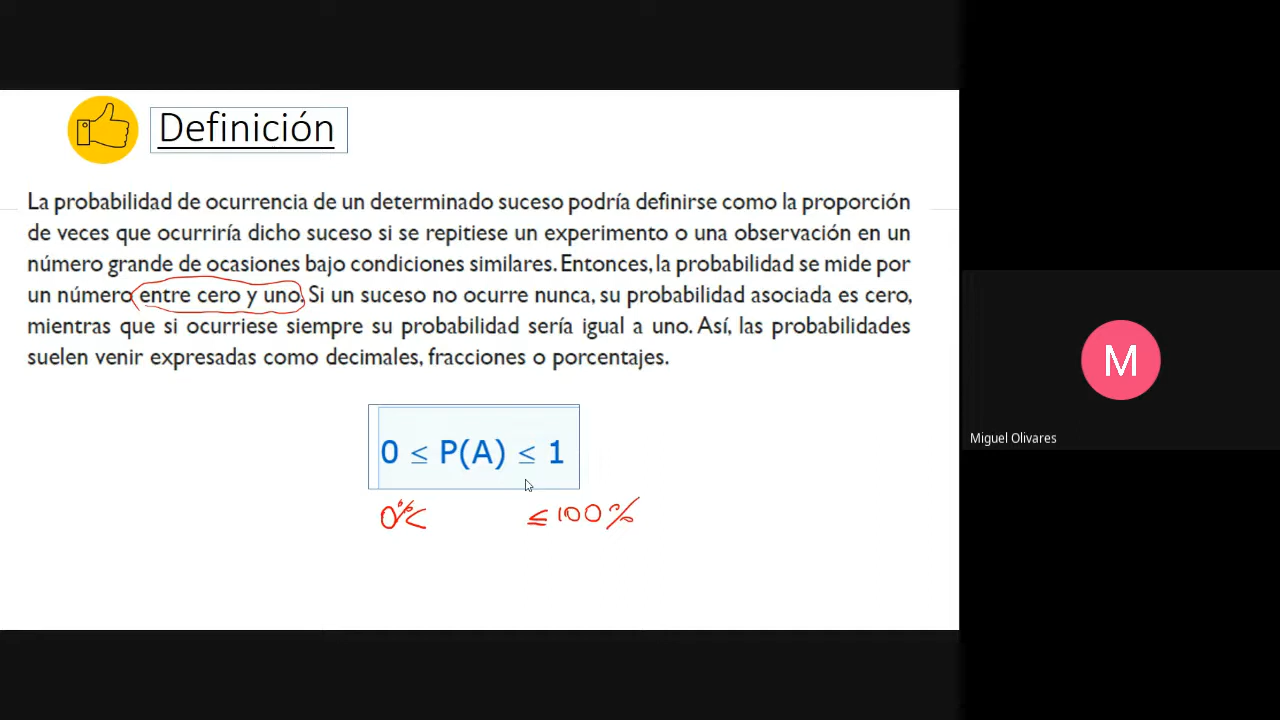 Definición
La probabilidad de ocurrencia de un determinado suceso podría definirse como la proporción
de veces que ocurriría dicho suceso si se repitiese un experimento o una observación en un
número grande de ocasiones bajo condiciones similares. Entonces, la probabilidad se mide por
un número entre cero y uno. Si un suceso no ocurre nunca, su probabilidad asociada es cero,
mientras que si ocurriese siempre su probabilidad sería igual a uno. Así, las probabilidades
suelen venir expresadas como decimales, fracciones o porcentajes.
0 ≤ P(A) ≤ 1
0% < ≤ 100%
M
Miguel Olivares